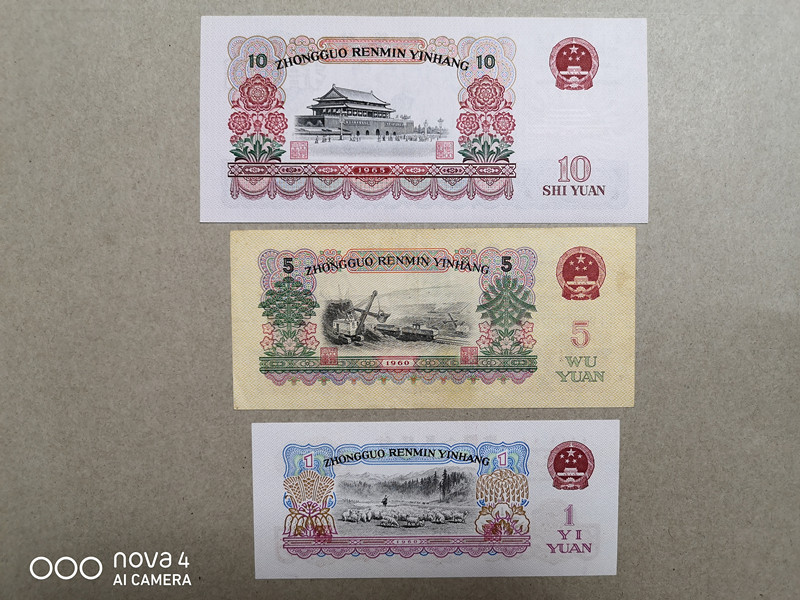 10 ZHONGGUO RENMIN YINHANG 10
1965
10
SHI YUAN
5 ZHONGGUO RENMIN YINHANG 5
1960
5
WU
YUAN
1 ZHONGGUO RENMIN YINHANG 1
1960
1
YI
YUAN
nova 4
AI CAMERA